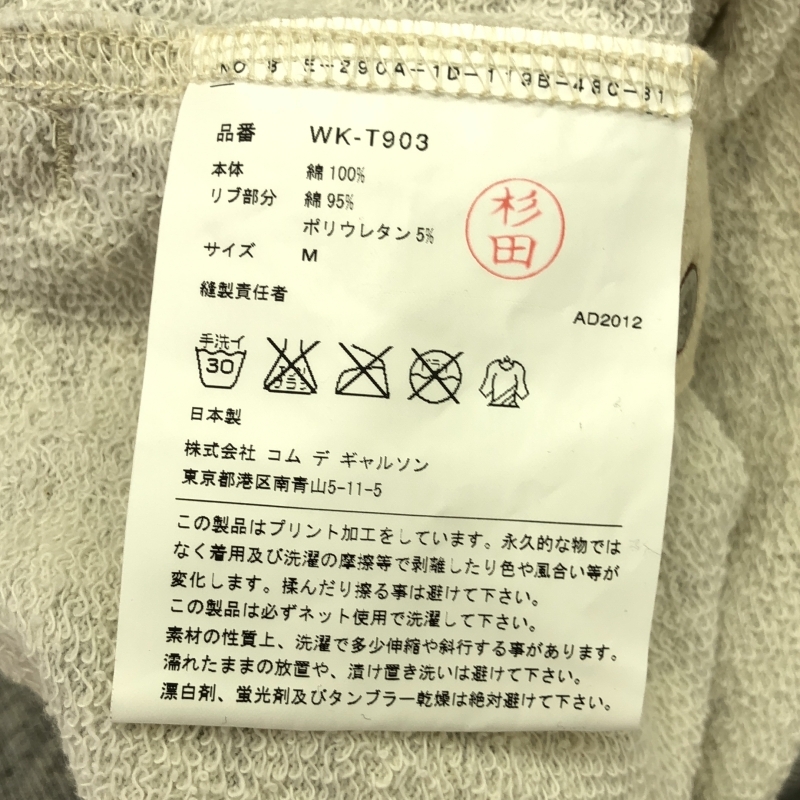 品番 WK-T903
本体 綿100%
リブ部分 綿95%
ポリウレタン5%
サイズ M
杉田
縫製責任者
AD2012
手洗イ
30
日本製
株式会社 コム デ ギャルソン
東京都港区南青山5-11-5
この製品はプリント加工をしています。永久的な物では
なく着用及び洗濯の摩擦等で剥離したり色や風合い等が
変化します。揉んだり擦る事は避けて下さい。
この製品は必ずネット使用で洗濯して下さい。
素材の性質上、洗濯で多少伸縮や斜行する事があります。
濡れたままの放置や、漬け置き洗いは避けて下さい。
漂白剤、蛍光剤及びタンブラー乾燥は絶対避けて下さい。